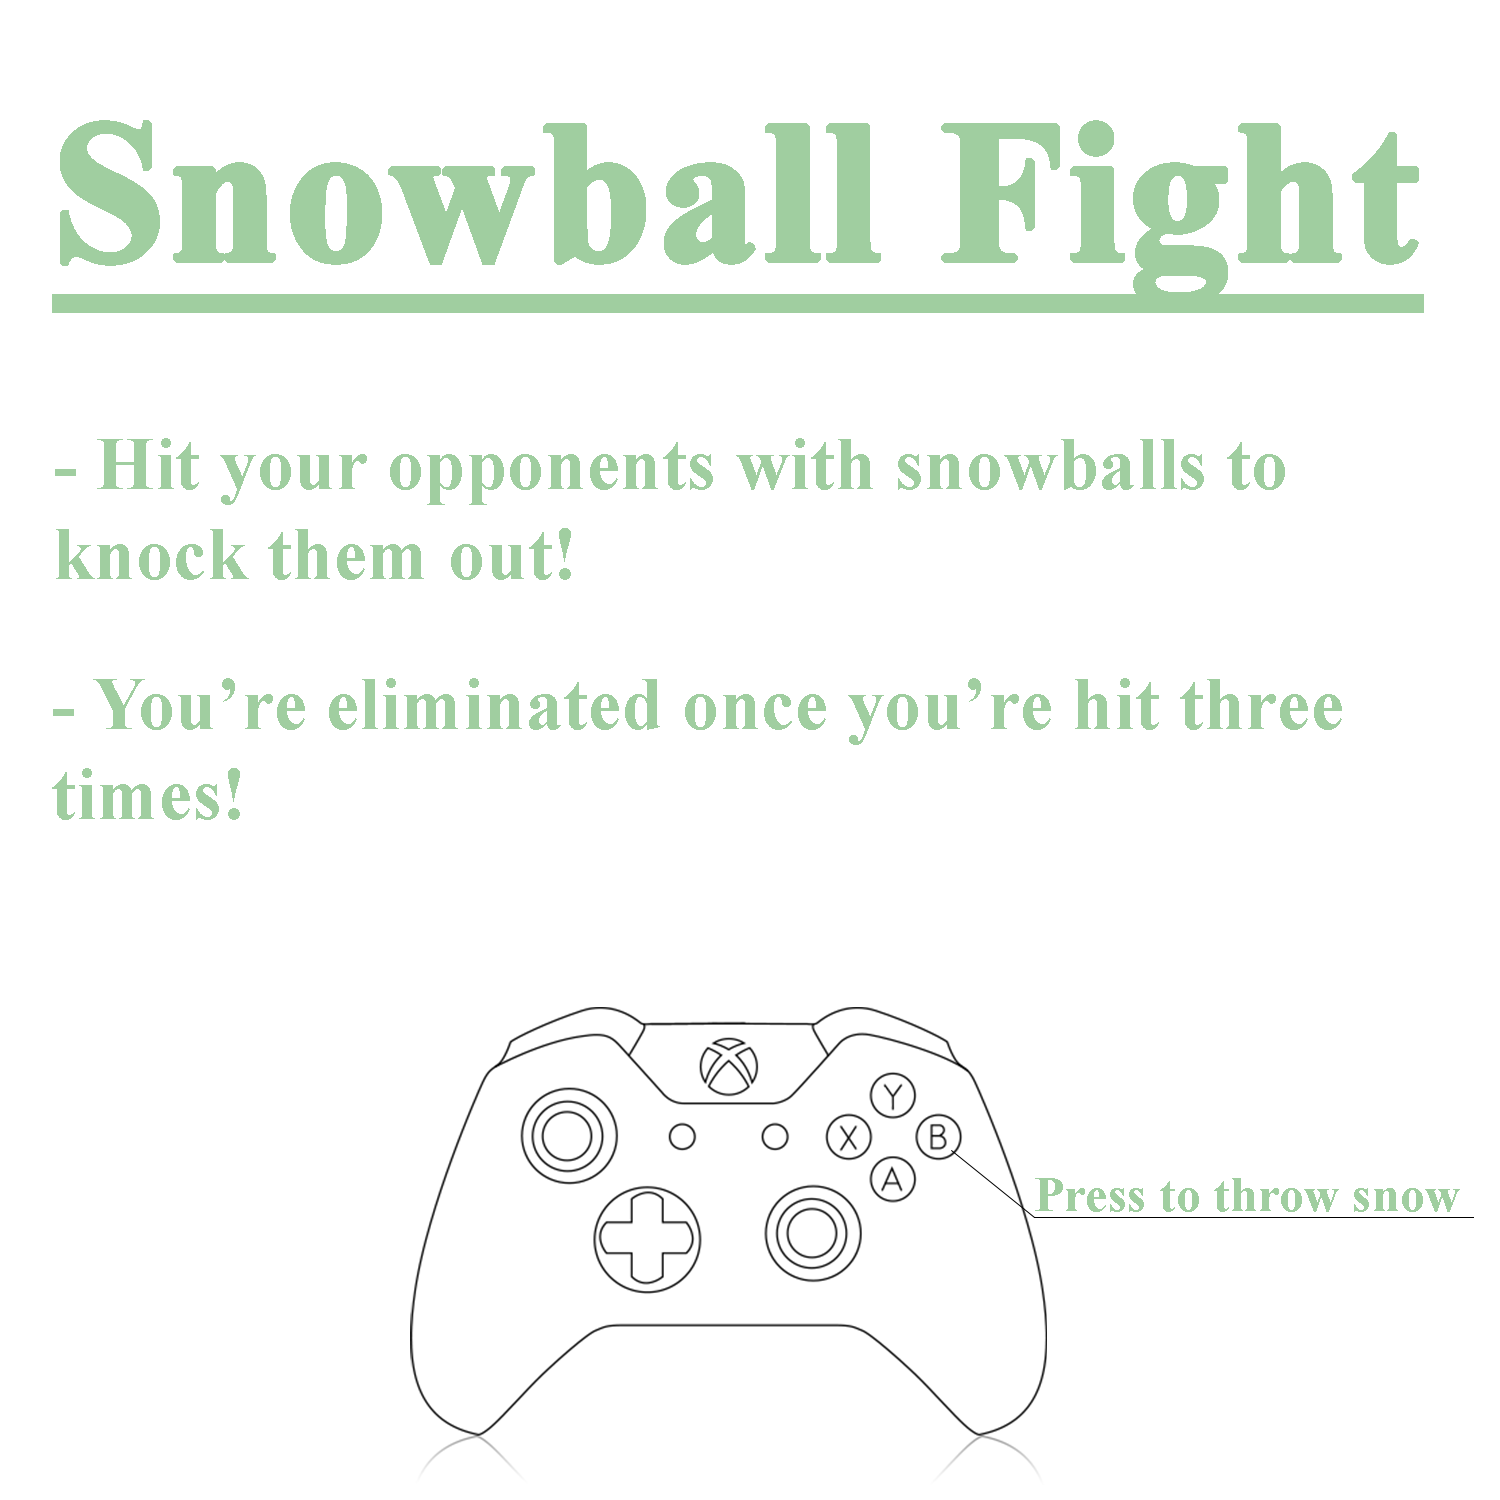 Snowball Fight
- Hit your opponents with snowballs to
knock them out!
- You’re eliminated once you’re hit three
times!
Y
X
B
A
Press to throw snow